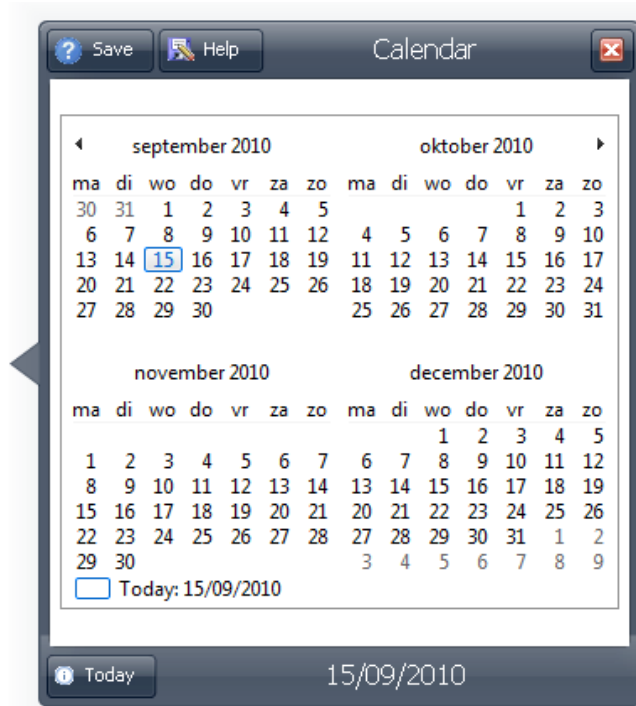 Save Help Calendar
september 2010 oktober 2010
ma di wo do vr za zo ma di wo do vr za zo
30 31 1 2 3 4 5 1 2 3
6 7 8 9 10 11 12 4 5 6 7 8 9 10
13 14 15 16 17 18 19 11 12 13 14 15 16 17
20 21 22 23 24 25 26 18 19 20 21 22 23 24
27 28 29 30 25 26 27 28 29 30 31
november 2010 december 2010
ma di wo do vr za zo ma di wo do vr za zo
1 2 3 4 5
1 2 3 4 5 6 7 6 7 8 9 10 11 12
8 9 10 11 12 13 14 13 14 15 16 17 18 19
15 16 17 18 19 20 21 20 21 22 23 24 25 26
22 23 24 25 26 27 28 27 28 29 30 31 1 2
29 30 3 4 5 6 7 8 9
Today: 15/09/2010
Today 15/09/2010